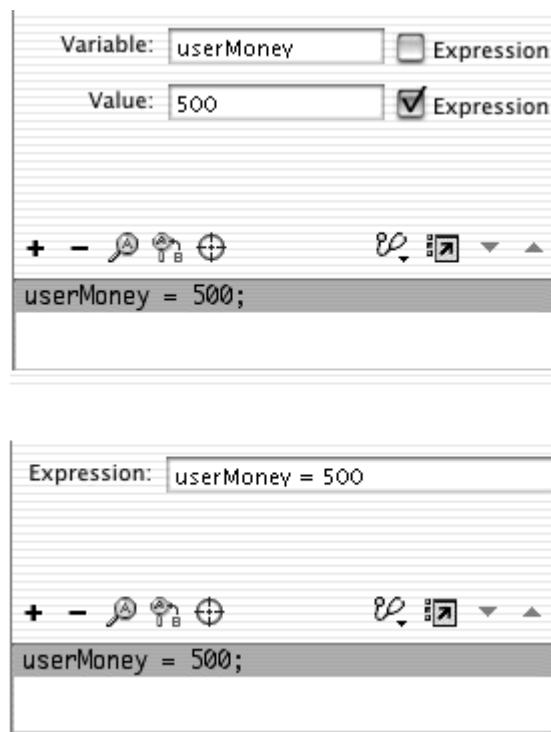 Variable: userMoney Expression
Value: 500 Expression
userMoney = 500;
Expression: userMoney = 500
userMoney = 500;